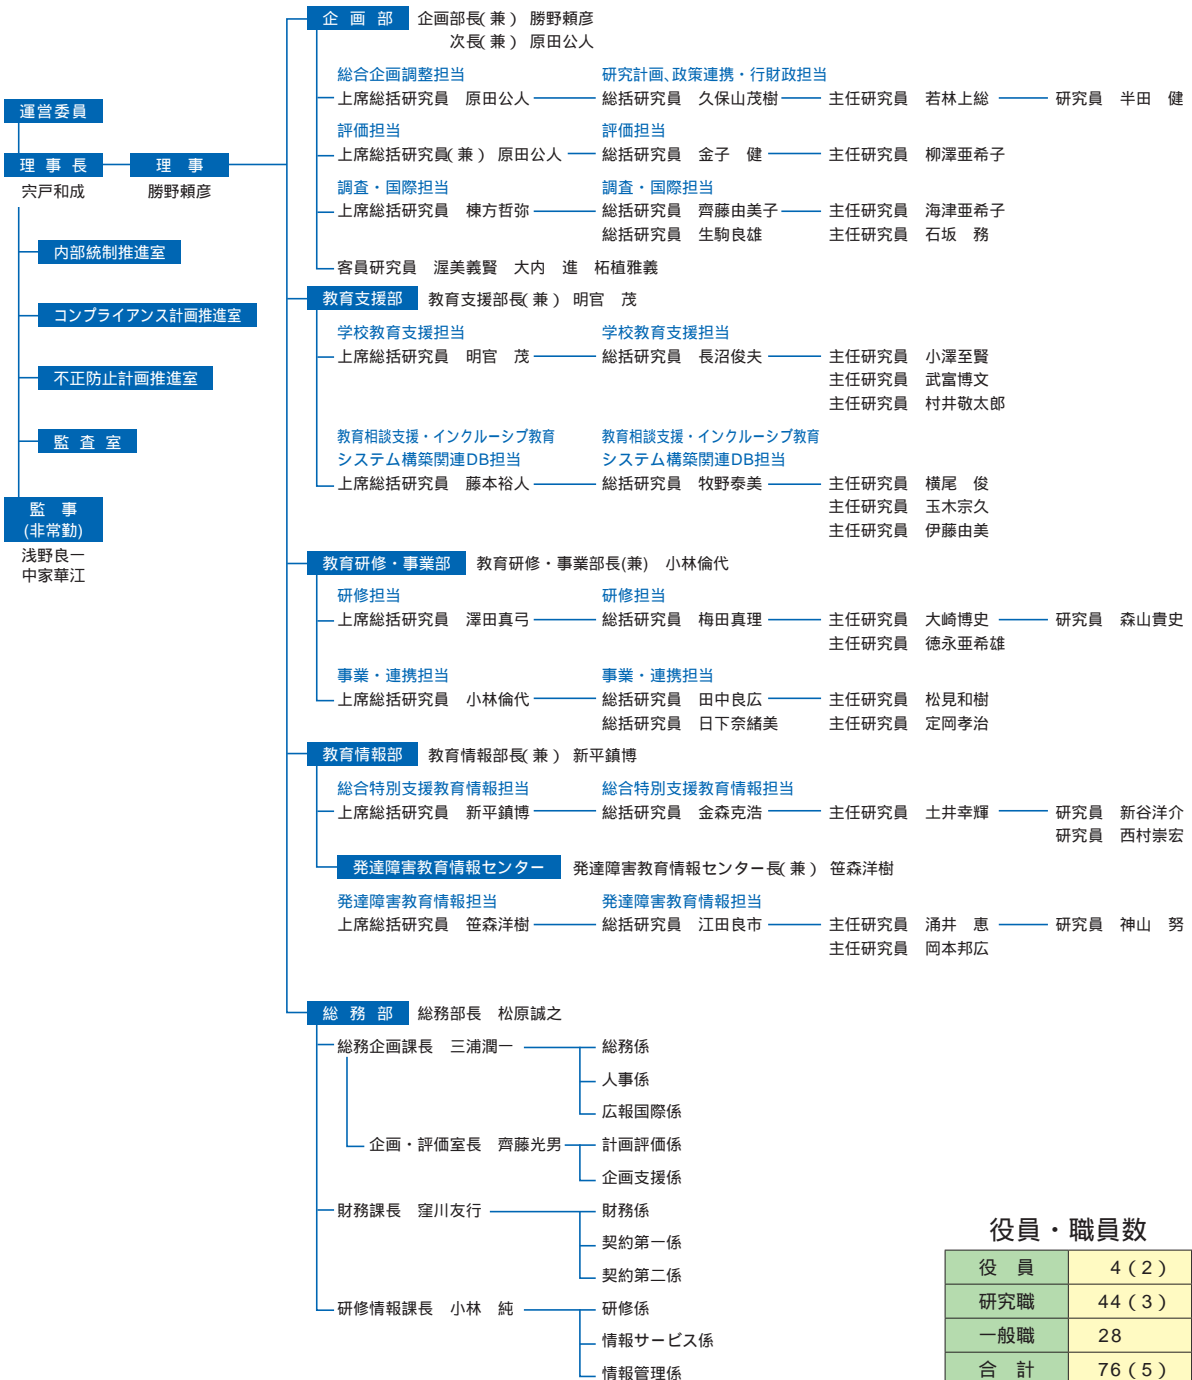 運営委員
理事長
宍戸和成
理 事
勝野頼彦
内部統制推進室
コンプライアンス計画推進室
不正防止計画推進室
監 査 室
監 事
(非常勤)
浅野良一
中家華江
企 画 部 企画部長(兼) 勝野頼彦
次長(兼) 原田公人
総合企画調整担当 研究計画、政策連携・行財政担当
上席総括研究員 原田公人 総括研究員 久保山茂樹 主任研究員 若林上総 研究員 半田 健
評価担当 評価担当
上席総括研究員(兼) 原田公人 総括研究員 金子 健 主任研究員 柳澤亜希子
調査・国際担当 調査・国際担当
上席総括研究員 棟方哲弥 総括研究員 齊藤由美子 主任研究員 海津亜希子
総括研究員 生駒良雄 主任研究員 石坂 務
客員研究員 渥美義賢 大内 進 柘植雅義
教育支援部 教育支援部長(兼) 明官 茂
学校教育支援担当 学校教育支援担当
上席総括研究員 明官 茂 総括研究員 長沼俊夫 主任研究員 小澤至賢
主任研究員 武富博文
主任研究員 村井敬太郎
教育相談支援・インクルーシブ教育 教育相談支援・インクルーシブ教育
システム構築関連DB担当 システム構築関連DB担当
上席総括研究員 藤本裕人 総括研究員 牧野泰美 主任研究員 横尾 俊
主任研究員 玉木宗久
主任研究員 伊藤由美
教育研修・事業部 教育研修・事業部長(兼) 小林倫代
研修担当 研修担当
上席総括研究員 澤田真弓 総括研究員 梅田真理 主任研究員 大崎博史 研究員 森山貴史
主任研究員 徳永亜希雄
事業・連携担当 事業・連携担当
上席総括研究員 小林倫代 総括研究員 田中良広 主任研究員 松見和樹
総括研究員 日下奈緒美 主任研究員 定岡孝治
教育情報部 教育情報部長(兼) 新平鎮博
総合特別支援教育情報担当 総合特別支援教育情報担当
上席総括研究員 新平鎮博 総括研究員 金森克浩 主任研究員 土井幸輝 研究員 新谷洋介
研究員 西村崇宏
発達障害教育情報センター 発達障害教育情報センター長(兼) 笹森洋樹
発達障害教育情報担当 発達障害教育情報担当
上席総括研究員 笹森洋樹 総括研究員 江田良市 主任研究員 涌井 恵 研究員 神山 努
主任研究員 岡本邦広
総 務 部 総務部長 松原誠之
総務企画課長 三浦潤一 総務係
人事係
広報国際係
企画・評価室長 齊藤光男 計画評価係
企画支援係
財務課長 窪川友行 財務係
契約第一係
契約第二係
研修情報課長 小林 純 研修係
情報サービス係
情報管理係
役員・職員数
役 員 4(2)
研究職 44(3)
一般職 28
合 計 76(5)